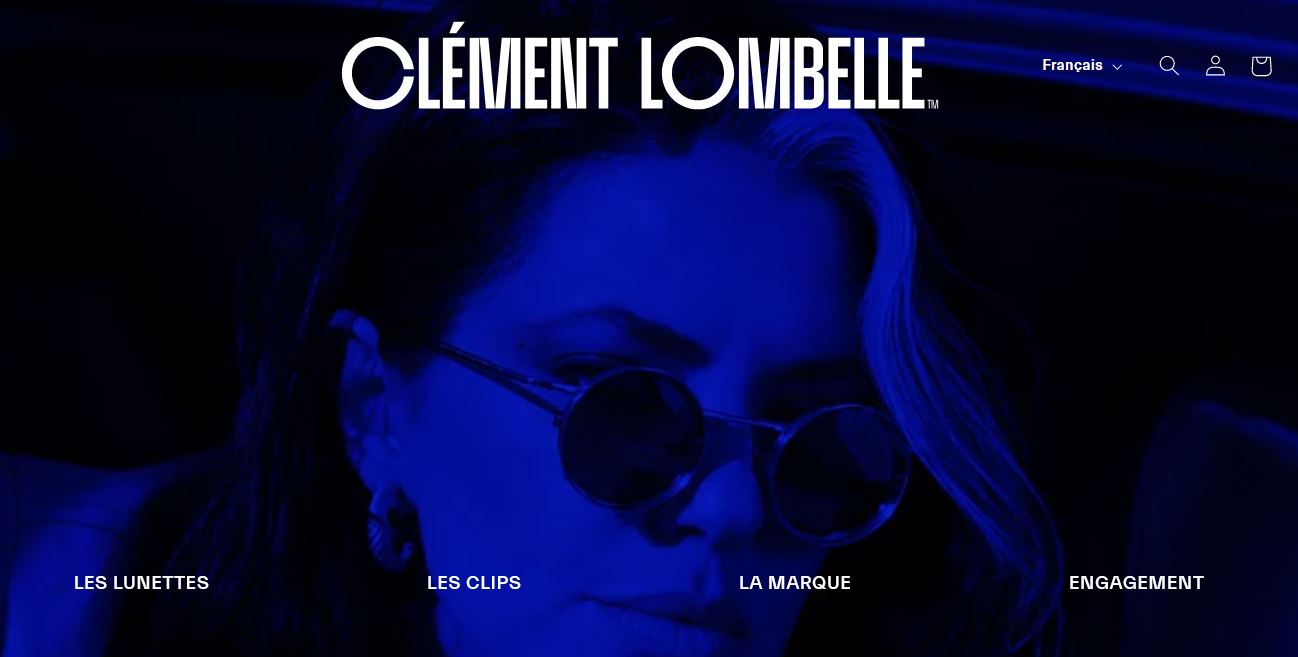 CLÉMENT LOMBELLE™
Français
LES LUNETTES
LES CLIPS
LA MARQUE
ENGAGEMENT